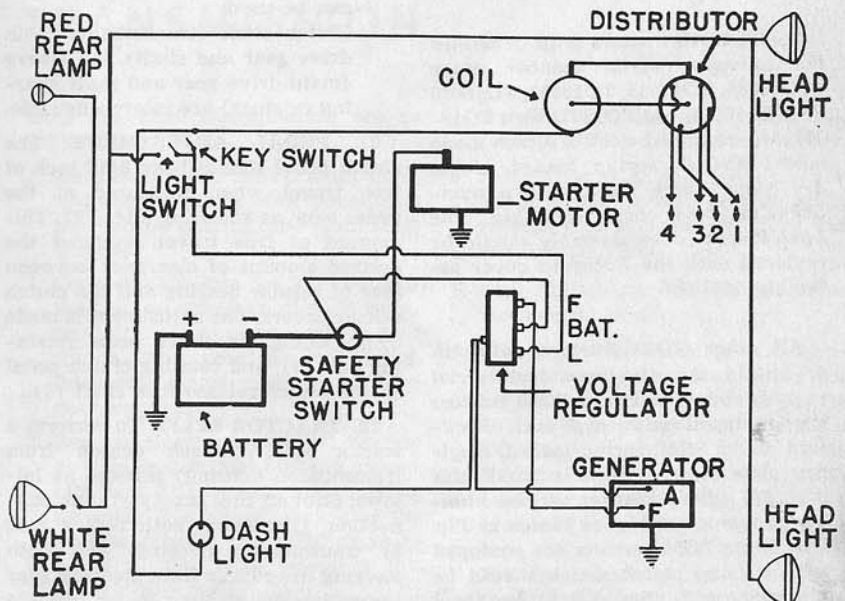 RED
REAR
LAMP
DISTRIBUTOR
COIL
HEAD
LIGHT
KEY SWITCH
LIGHT
SWITCH
STARTER
MOTOR
4 3 2 1
+ -
SAFETY
STARTER
SWITCH
BATTERY
F
BAT.
L
VOLTAGE
REGULATOR
GENERATOR
A
F
WHITE
REAR
LAMP
DASH
LIGHT
HEAD
LIGHT